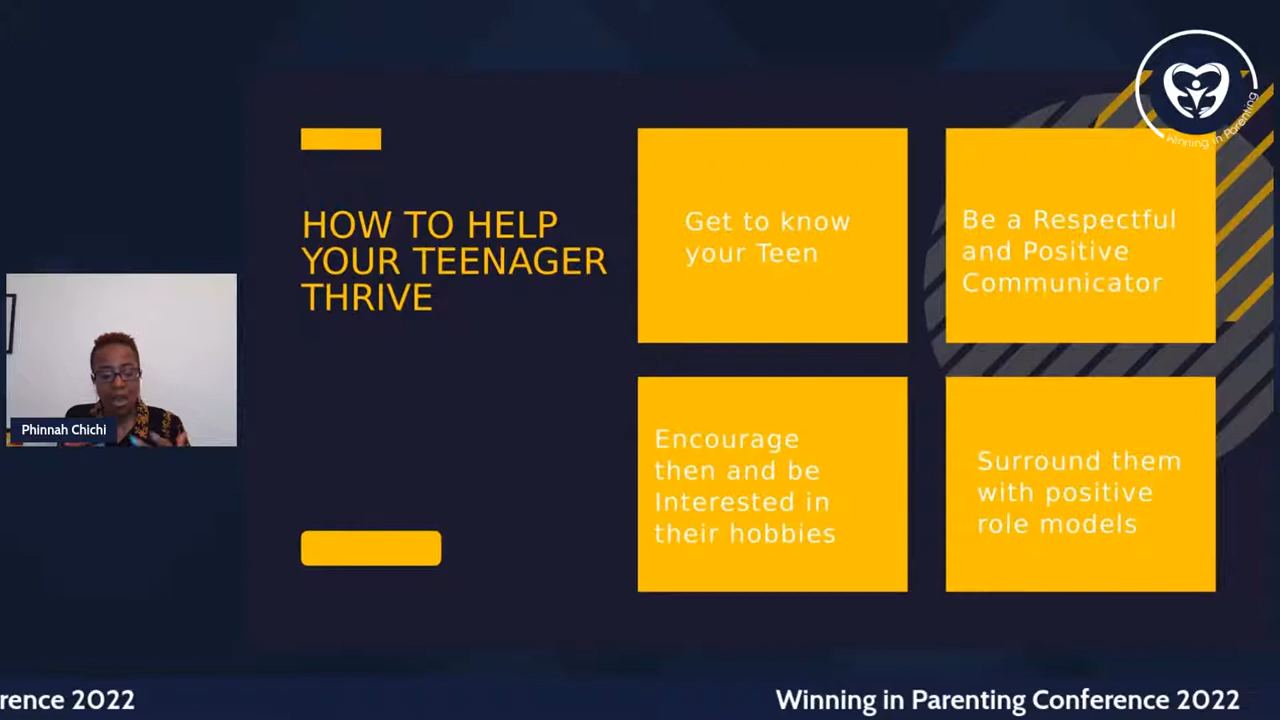 Winning in Parenting
HOW TO HELP
YOUR TEENAGER
THRIVE
Get to know
your Teen
Be a Respectful
and Positive
Communicator
Encourage
then and be
Interested in
their hobbies
Surround them
with positive
role models
Phinnah Chichi
rence 2022
Winning in Parenting Conference 2022